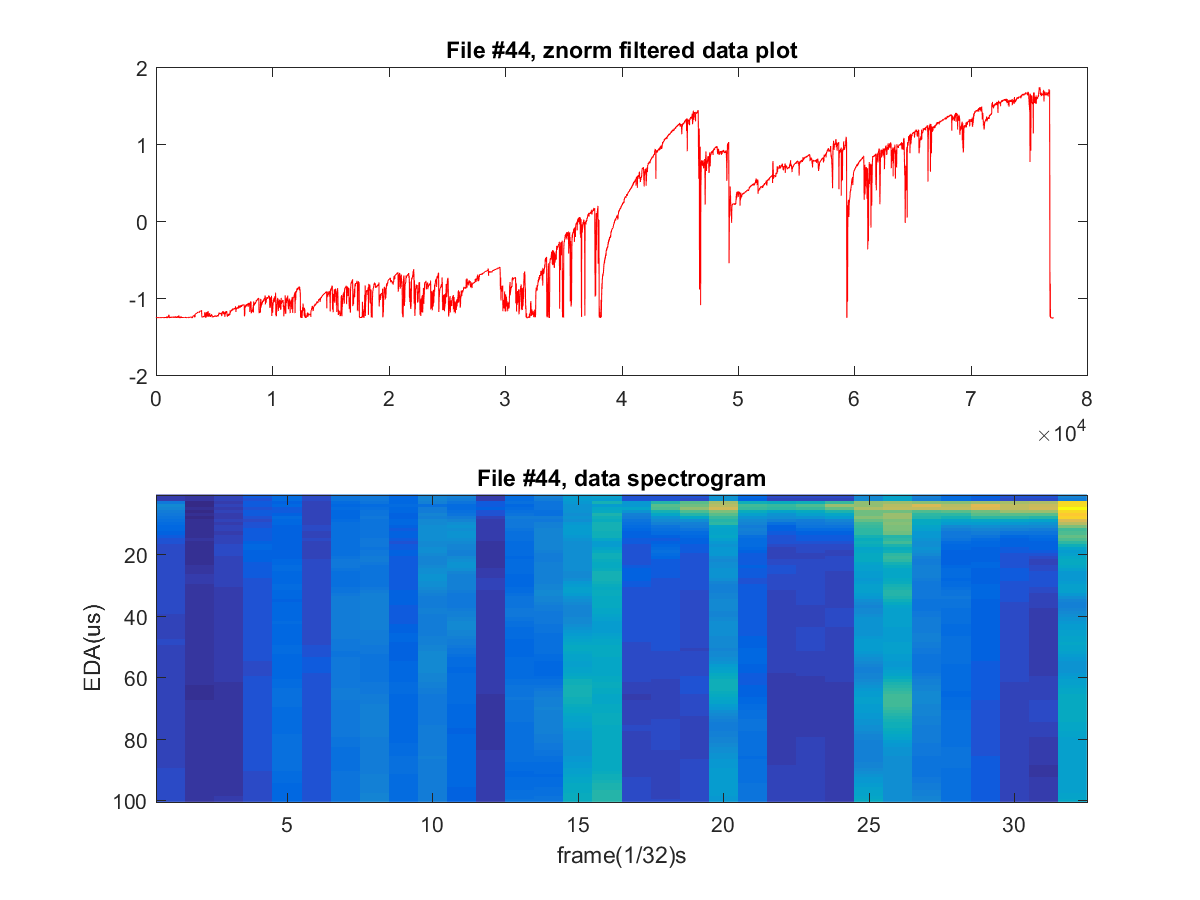 File #44, znorm filtered data plot
2
1
0
-1
-2
0 1 2 3 4 5 6 7 8
×10^4
File #44, data spectrogram
20
40
60
80
100
EDA(us)
5 10 15 20 25 30
frame(1/32)s